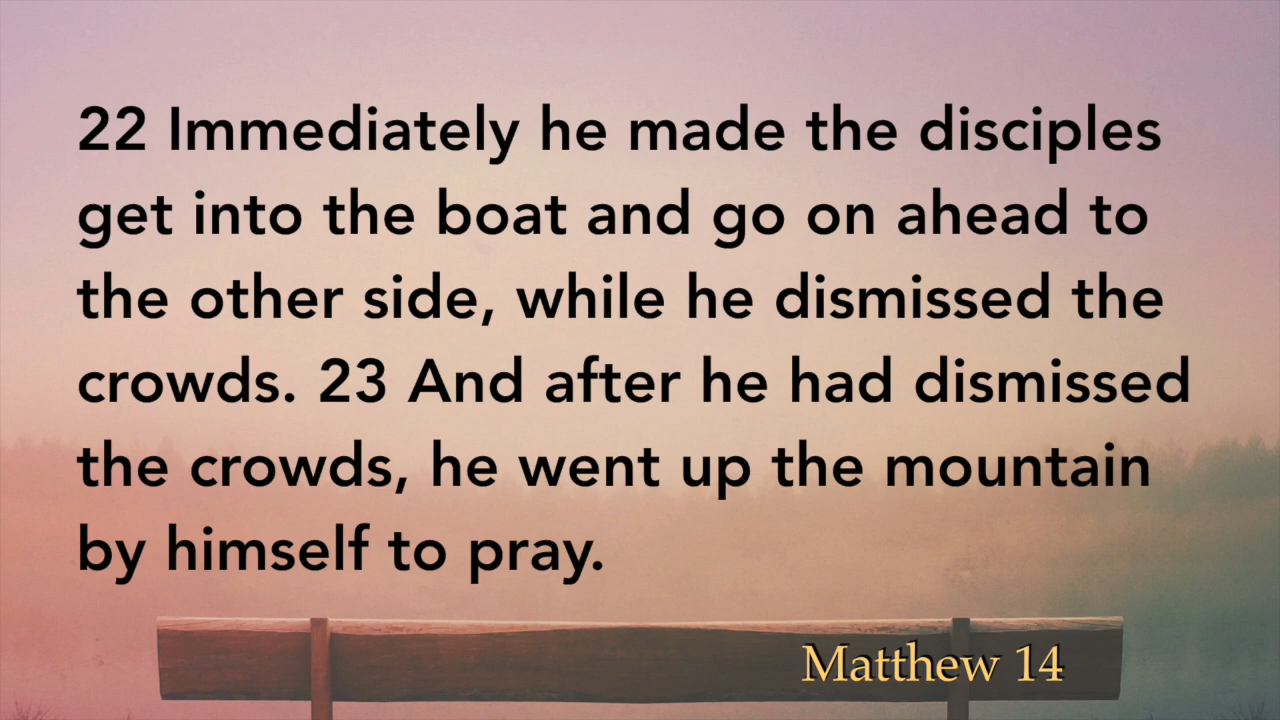 22 Immediately he made the disciples
get into the boat and go on ahead to
the other side, while he dismissed the
crowds. 23 And after he had dismissed
the crowds, he went up the mountain
by himself to pray.
Matthew 14